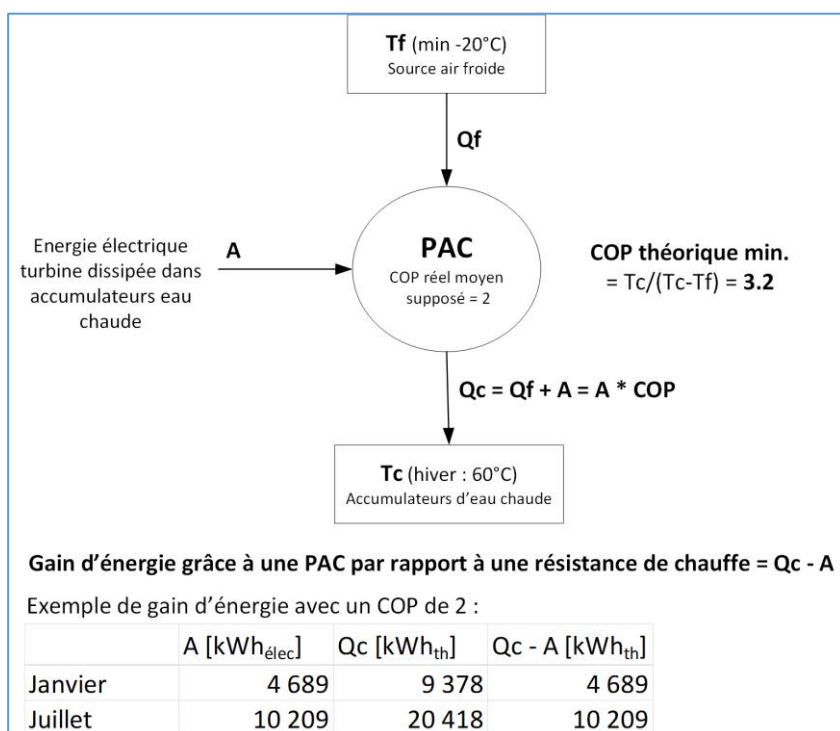 Tf (min -20°C)
Source air froide
Qf
Energie électrique
turbine dissipée dans
accumulateurs eau
chaude
A
PAC
COP réel moyen
supposé = 2
COP théorique min.
= Tc/(Tc-Tf) = 3.2
Qc = Qf + A = A * COP
Tc (hiver : 60°C)
Accumulateurs d'eau chaude
Gain d'énergie grâce à une PAC par rapport à une résistance de chauffe = Qc - A
Exemple de gain d'énergie avec un COP de 2 :
A [kWhélec] Qc [kWhth] Qc - A [kWhth]
Janvier 4 689 9 378 4 689
Juillet 10 209 20 418 10 209